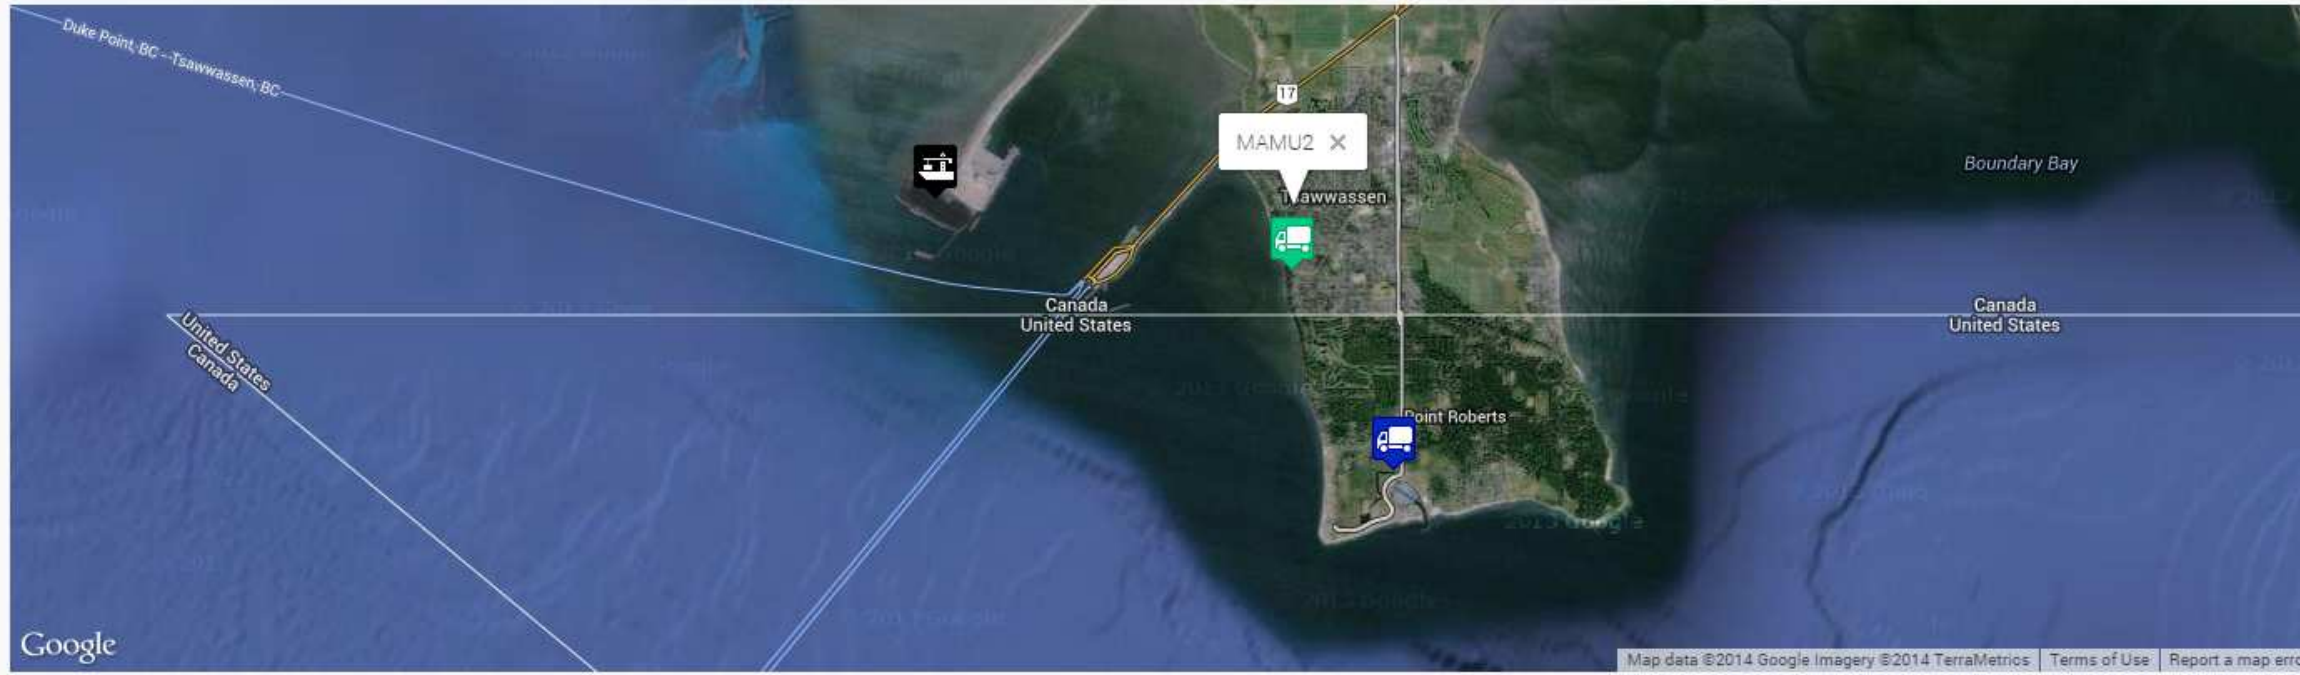 Duke Point, BC - Tsawwassen, BC
17
MAMU2 ×
Boundary Bay
Tsawwassen
Canada
United States
Canada
United States
United States
Canada
Point Roberts
Google
Map data ©2014 Google Imagery ©2014 TerraMetrics
Terms of Use
Report a map erro